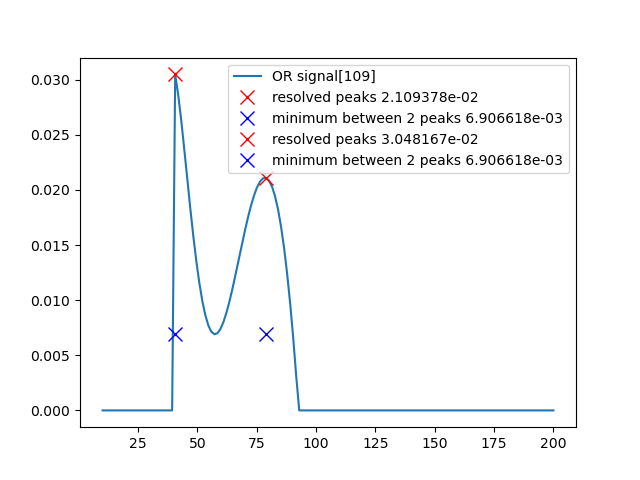 OR signal[109]
resolved peaks 2.109378e-02
minimum between 2 peaks 6.906618e-03
resolved peaks 3.048167e-02
minimum between 2 peaks 6.906618e-03
0.030
0.025
0.020
0.015
0.010
0.005
0.000
25 50 75 100 125 150 175 200